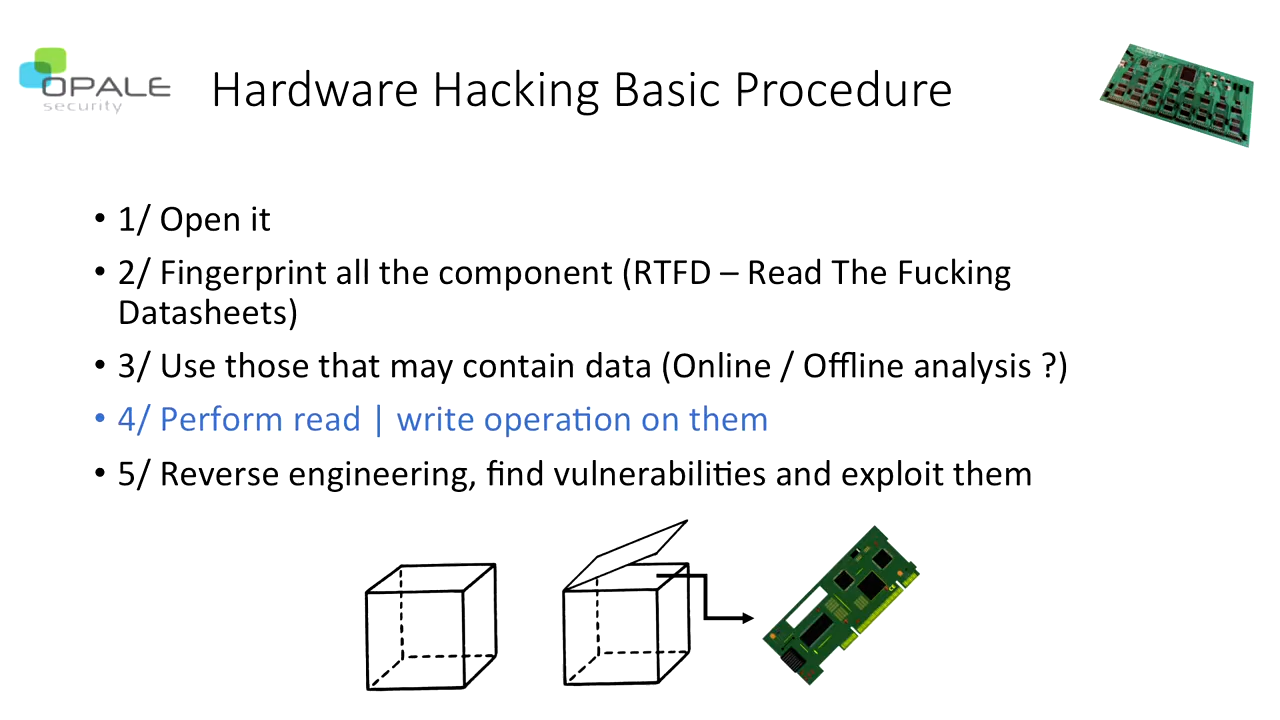 OPALE
security
Hardware Hacking Basic Procedure
• 1/ Open it
• 2/ Fingerprint all the component (RTFD – Read The Fucking
Datasheets)
• 3/ Use those that may contain data (Online / Offline analysis ?)
• 4/ Perform read | write operation on them
• 5/ Reverse engineering, find vulnerabilities and exploit them